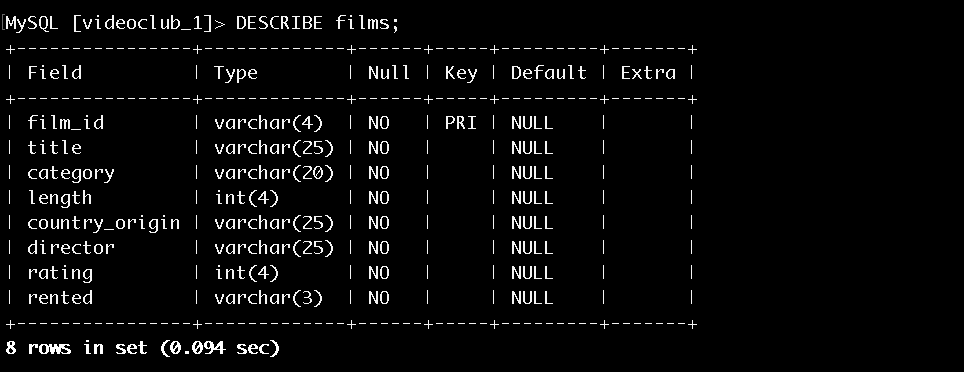 MySQL [videoclub_1]> DESCRIBE films;
+----------------+-------------+------+-----+---------+-------+
| Field          | Type        | Null | Key | Default | Extra |
+----------------+-------------+------+-----+---------+-------+
| film_id        | varchar(4)  | NO   | PRI | NULL    |       |
| title          | varchar(25) | NO   |     | NULL    |       |
| category       | varchar(20) | NO   |     | NULL    |       |
| length         | int(4)      | NO   |     | NULL    |       |
| country_origin | varchar(25) | NO   |     | NULL    |       |
| director       | varchar(25) | NO   |     | NULL    |       |
| rating         | int(4)      | NO   |     | NULL    |       |
| rented         | varchar(3)  | NO   |     | NULL    |       |
+----------------+-------------+------+-----+---------+-------+
8 rows in set (0.094 sec)